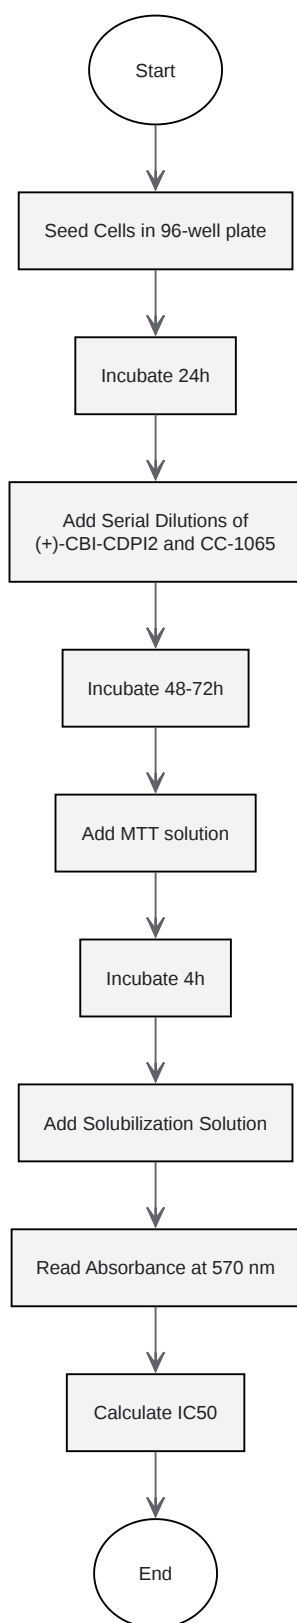 Start
Seed Cells in 96-well plate
Incubate 24h
Add Serial Dilutions of
(+)-CBI-CDPI2 and CC-1065
Incubate 48-72h
Add MTT solution
Incubate 4h
Add Solubilization Solution
Read Absorbance at 570 nm
Calculate IC50
End